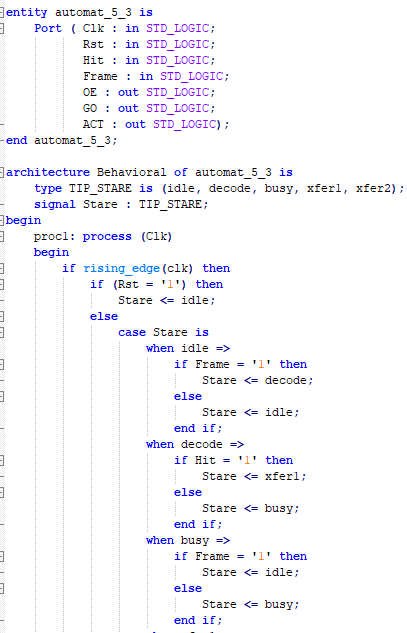 entity automat_5_3 is
    Port ( Clk : in STD_LOGIC;
           Rst : in STD_LOGIC;
           Hit : in STD_LOGIC;
           Frame : in STD_LOGIC;
           OE : out STD_LOGIC;
           GO : out STD_LOGIC;
           ACT : out STD_LOGIC);
end automat_5_3;

architecture Behavioral of automat_5_3 is
    type TIP_STARE is (idle, decode, busy, xfer1, xfer2);
    signal Stare : TIP_STARE;
begin
    proc1: process (Clk)
    begin
        if rising_edge(clk) then
            if (Rst = '1') then
                Stare <= idle;
            else
                case Stare is
                    when idle =>
                        if Frame = '1' then
                            Stare <= decode;
                        else
                            Stare <= idle;
                        end if;
                    when decode =>
                        if Hit = '1' then
                            Stare <= xfer1;
                        else
                            Stare <= busy;
                        end if;
                    when busy =>
                        if Frame = '1' then
                            Stare <= idle;
                        else
                            Stare <= busy;
                        end if;